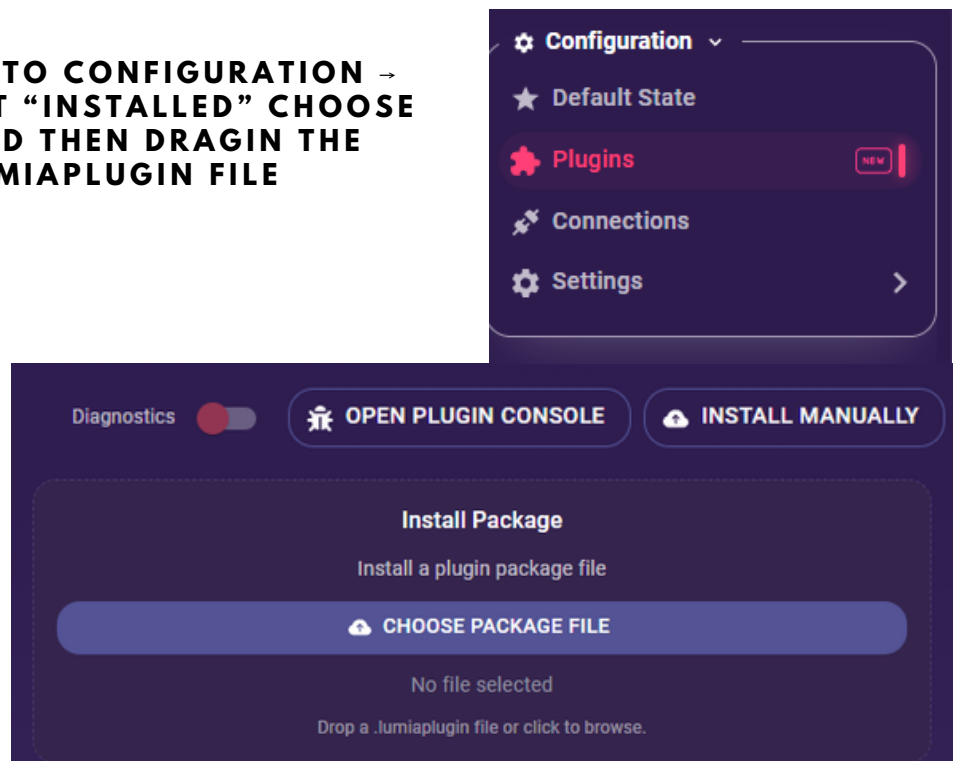 TO CONFIGURATION →
T “INSTALLED” CHOOSE
D THEN DRAGIN THE
MIAPLUGIN FILE
Configuration
Default State
Plugins NEW
Connections
Settings
Diagnostics OPEN PLUGIN CONSOLE INSTALL MANUALLY
Install Package
Install a plugin package file
CHOOSE PACKAGE FILE
No file selected
Drop a .lumiaplugin file or click to browse.